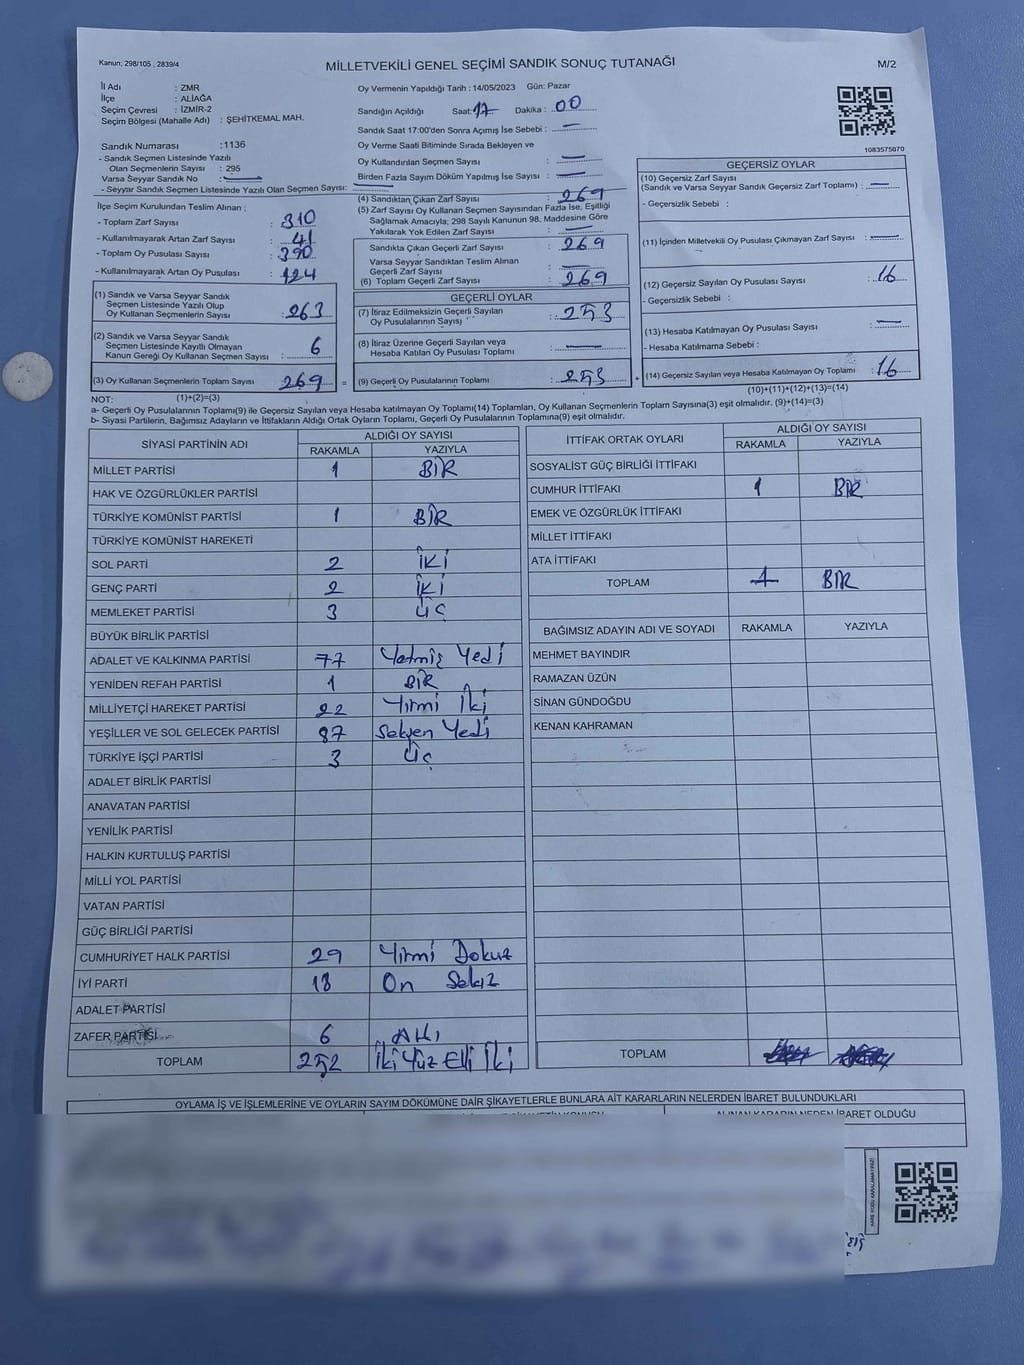 Kanun; 298/105 ; 2839/4
MİLLETVEKİLİ GENEL SEÇİMİ SANDIK SONUÇ TUTANAĞI
M/2
İl Adı : ZMR
İlçe : ALİAĞA
Seçim Çevresi : İZMİR-2
Seçim Bölgesi (Mahalle Adı) : ŞEHİTKEMAL MAH.
Sandık Numarası :1136
- Sandık Seçmen Listesinde Yazılı
Olan Seçmenlerin Sayısı : 295
Varsa Seyyar Sandık No
- Seyyar Sandık Seçmen Listesinde Yazılı Olan Seçmen Sayısı:
Oy Vermenin Yapıldığı Tarih : 14/05/2023 Gün: Pazar
Sandığın Açıldığı Saat: 17 Dakika : 00
Sandık Saat 17:00'den Sonra Açımış İse Sebebi : —
Oy Verme Saati Bitiminde Sırada Bekleyen ve
Oy Kullandırılan Seçmen Sayısı : —
Birden Fazla Sayım Döküm Yapılmış İse Sayısı : —
1083575070
İlçe Seçim Kurulundan Teslim Alınan ;
- Toplam Zarf Sayısı : 310
- Kullanılmayarak Artan Zarf Sayısı : 41
- Toplam Oy Pusulası : 390
- Kullanılmayarak Artan Oy Pusulası : 124
(1) Sandık ve Varsa Seyyar Sandık
Seçmen Listesinde Yazılı Olup
Oy Kullanan Seçmenlerin Sayısı : 263
(2) Sandık ve Varsa Seyyar Sandık
Seçmen Listesinde Kayıtlı Olmayan
Kanun Gereği Oy Kullanan Seçmen Sayısı : 6
(3) Oy Kullanan Seçmenlerin Toplam Sayısı : 269 =
(1)+(2)=(3)
(4) Sandıktan Çıkan Zarf Sayısı : 269
(5) Zarf Sayısı Oy Kullanan Seçmen Sayısından Fazla İse, Eşitliği
Sağlamak Amacıyla; 298 Sayılı Kanunun 98. Maddesine Göre
Yakılarak Yok Edilen Zarf Sayısı : —
Sandıkta Çıkan Geçerli Zarf Sayısı : 269
Varsa Seyyar Sandıktan Teslim Alınan
Geçerli Zarf Sayısı : —
(6) Toplam Geçerli Zarf Sayısı : 269
GEÇERLİ OYLAR
(7) İtiraz Edilmeksizin Geçerli Sayılan
Oy Pusulalarının Sayısı : 253
(8) İtiraz Üzerine Geçerli Sayılan veya
Hesaba Katılan Oy Pusulası Toplamı : —
(9) Geçerli Oy Pusulalarının Toplamı : 253 +
GEÇERSİZ OYLAR
(10) Geçersiz Zarf Sayısı
(Sandık ve Varsa Seyyar Sandık Geçersiz Zarf Toplamı) : —
- Geçersizlik Sebebi :
(11) İçinden Milletvekili Oy Pusulası Çıkmayan Zarf Sayısı : —
(12) Geçersiz Sayılan Oy Pusulası Sayısı : 16
- Geçersizlik Sebebi :
(13) Hesaba Katılmayan Oy Pusulası Sayısı : —
- Hesaba Katılmama Sebebi :
(14) Geçersiz Sayılan veya Hesaba Katılmayan Oy Toplamı : 16
(10)+(11)+(12)+(13)=(14)
NOT:
a- Geçerli Oy Pusulalarının Toplamı(9) ile Geçersiz Sayılan veya Hesaba katılmayan Oy Toplamı(14) Toplamları, Oy Kullanan Seçmenlerin Toplam Sayısına(3) eşit olmalıdır. (9)+(14)=(3)
b- Siyasi Partilerin, Bağımsız Adayların ve İttifakların Aldığı Ortak Oyların Toplamı, Geçerli Oy Pusulalarının Toplamına(9) eşit olmalıdır.
SİYASİ PARTİNİN ADI
ALDIĞI OY SAYISI
RAKAMLA YAZIYLA
MİLLET PARTİSİ 1 BİR
HAK VE ÖZGÜRLÜKLER PARTİSİ
TÜRKİYE KOMÜNİST PARTİSİ 1 BİR
TÜRKİYE KOMÜNİST HAREKETİ
SOL PARTİ 2 İKİ
GENÇ PARTİ 2 İKİ
MEMLEKET PARTİSİ 3 ÜÇ
BÜYÜK BİRLİK PARTİSİ
ADALET VE KALKINMA PARTİSİ 77 Yetmiş Yedi
YENİDEN REFAH PARTİSİ 1 BİR
MİLLİYETÇİ HAREKET PARTİSİ 22 Yirmi İki
YEŞİLLER VE SOL GELECEK PARTİSİ 87 Seksen Yedi
TÜRKİYE İŞÇİ PARTİSİ 3 Üç
ADALET BİRLİK PARTİSİ
ANAVATAN PARTİSİ
YENİLİK PARTİSİ
HALKIN KURTULUŞ PARTİSİ
MİLLİ YOL PARTİSİ
VATAN PARTİSİ
GÜÇ BİRLİĞİ PARTİSİ
CUMHURİYET HALK PARTİSİ 29 Yirmi Dokuz
İYİ PARTİ 18 On Sekiz
ADALET PARTİSİ
ZAFER PARTİSİ 6 Altı
TOPLAM 252 İki Yüz Elli İki
İTTİFAK ORTAK OYLARI
ALDIĞI OY SAYISI
RAKAMLA YAZIYLA
SOSYALİST GÜÇ BİRLİĞİ İTTİFAKI
CUMHUR İTTİFAKI 1 BİR
EMEK VE ÖZGÜRLÜK İTTİFAKI
MİLLET İTTİFAKI
ATA İTTİFAKI
TOPLAM 1 BİR
BAĞIMSIZ ADAYIN ADI VE SOYADI RAKAMLA YAZIYLA
MEHMET BAYINDIR
RAMAZAN ÜZÜN
SİNAN GÜNDOĞDU
KENAN KAHRAMAN
TOPLAM
OYLAMA İŞ VE İŞLEMLERİNE VE OYLARIN SAYIM DÖKÜMÜNE DAİR ŞİKAYETLERLE BUNLARA AİT KARARLARIN NELERDEN İBARET BULUNDUKLARI
ALINAN KARARIN NEDEN İBARET OLDUĞU
KARE KODU KARALAMAYINIZ!